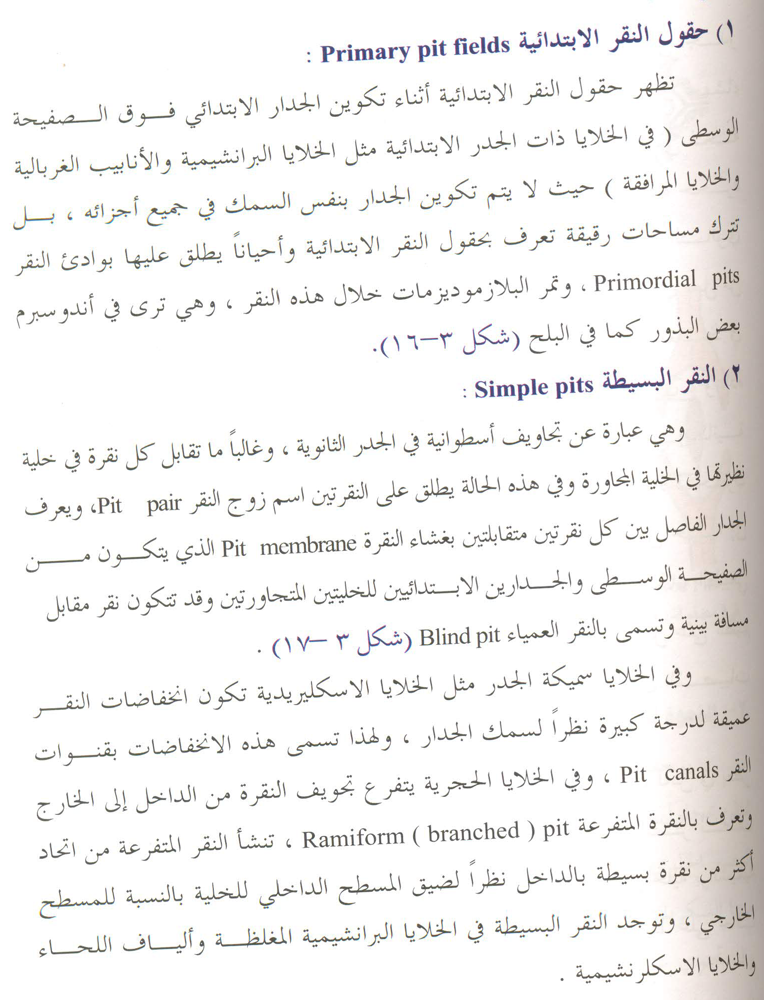 ١) حقول النقر الابتدائية Primary pit fields :
تظهر حقول النقر الابتدائية أثناء تكوين الجدار الابتدائي فوق الصفيحة
الوسطى ( في الخلايا ذات الجدر الابتدائية مثل الخلايا البرانشيمية والأنابيب الغربالية
والخلايا المرافقة ) حيث لا يتم تكوين الجدار بنفس السمك في جميع أجزائه ، بل
تترك مساحات رقيقة تعرف بحقول النقر الابتدائية وأحياناً يطلق عليها بوادئ النقر
Primordial pits ، وتمر البلازموديزمات خلال هذه النقر ، وهي ترى في أندوسبرم
بعض البذور كما في البلح (شكل ٣–١٦).
٢) النقر البسيطة Simple pits :
وهي عبارة عن تجاويف أسطوانية في الجدر الثانوية ، وغالباً ما تقابل كل نقرة في خلية
نظيرتها في الخلية المجاورة وفي هذه الحالة يطلق على النقرتين اسم زوج النقر Pit pair، ويعرف
الجدار الفاصل بين كل نقرتين متقابلتين بغشاء النقرة Pit membrane الذي يتكون من
الصفيحة الوسطى والجدارين الابتدائيين للخليتين المتجاورتين وقد تتكون نقر مقابل
مسافة بينية وتسمى بالنقر العمياء Blind pit (شكل ٣ –١٧) .
وفي الخلايا سميكة الجدر مثل الخلايا الاسكليريدية تكون انخفاضات النقر
عميقة لدرجة كبيرة نظراً لسمك الجدار ، ولهذا تسمى هذه الانخفاضات بقنوات
النقر Pit canals ، وفي الخلايا الحجرية يتفرع تجويف النقرة من الداخل إلى الخارج
وتعرف بالنقرة المتفرعة Ramiform ( branched ) pit ، تنشأ النقر المتفرعة من اتحاد
أكثر من نقرة بسيطة بالداخل نظراً لضيق المسطح الداخلي للخلية بالنسبة للمسطح
الخارجي ، وتوجد النقر البسيطة في الخلايا البرانشيمية المغلظة وألياف اللحاء
والخلايا الاسكلرنشيمية .